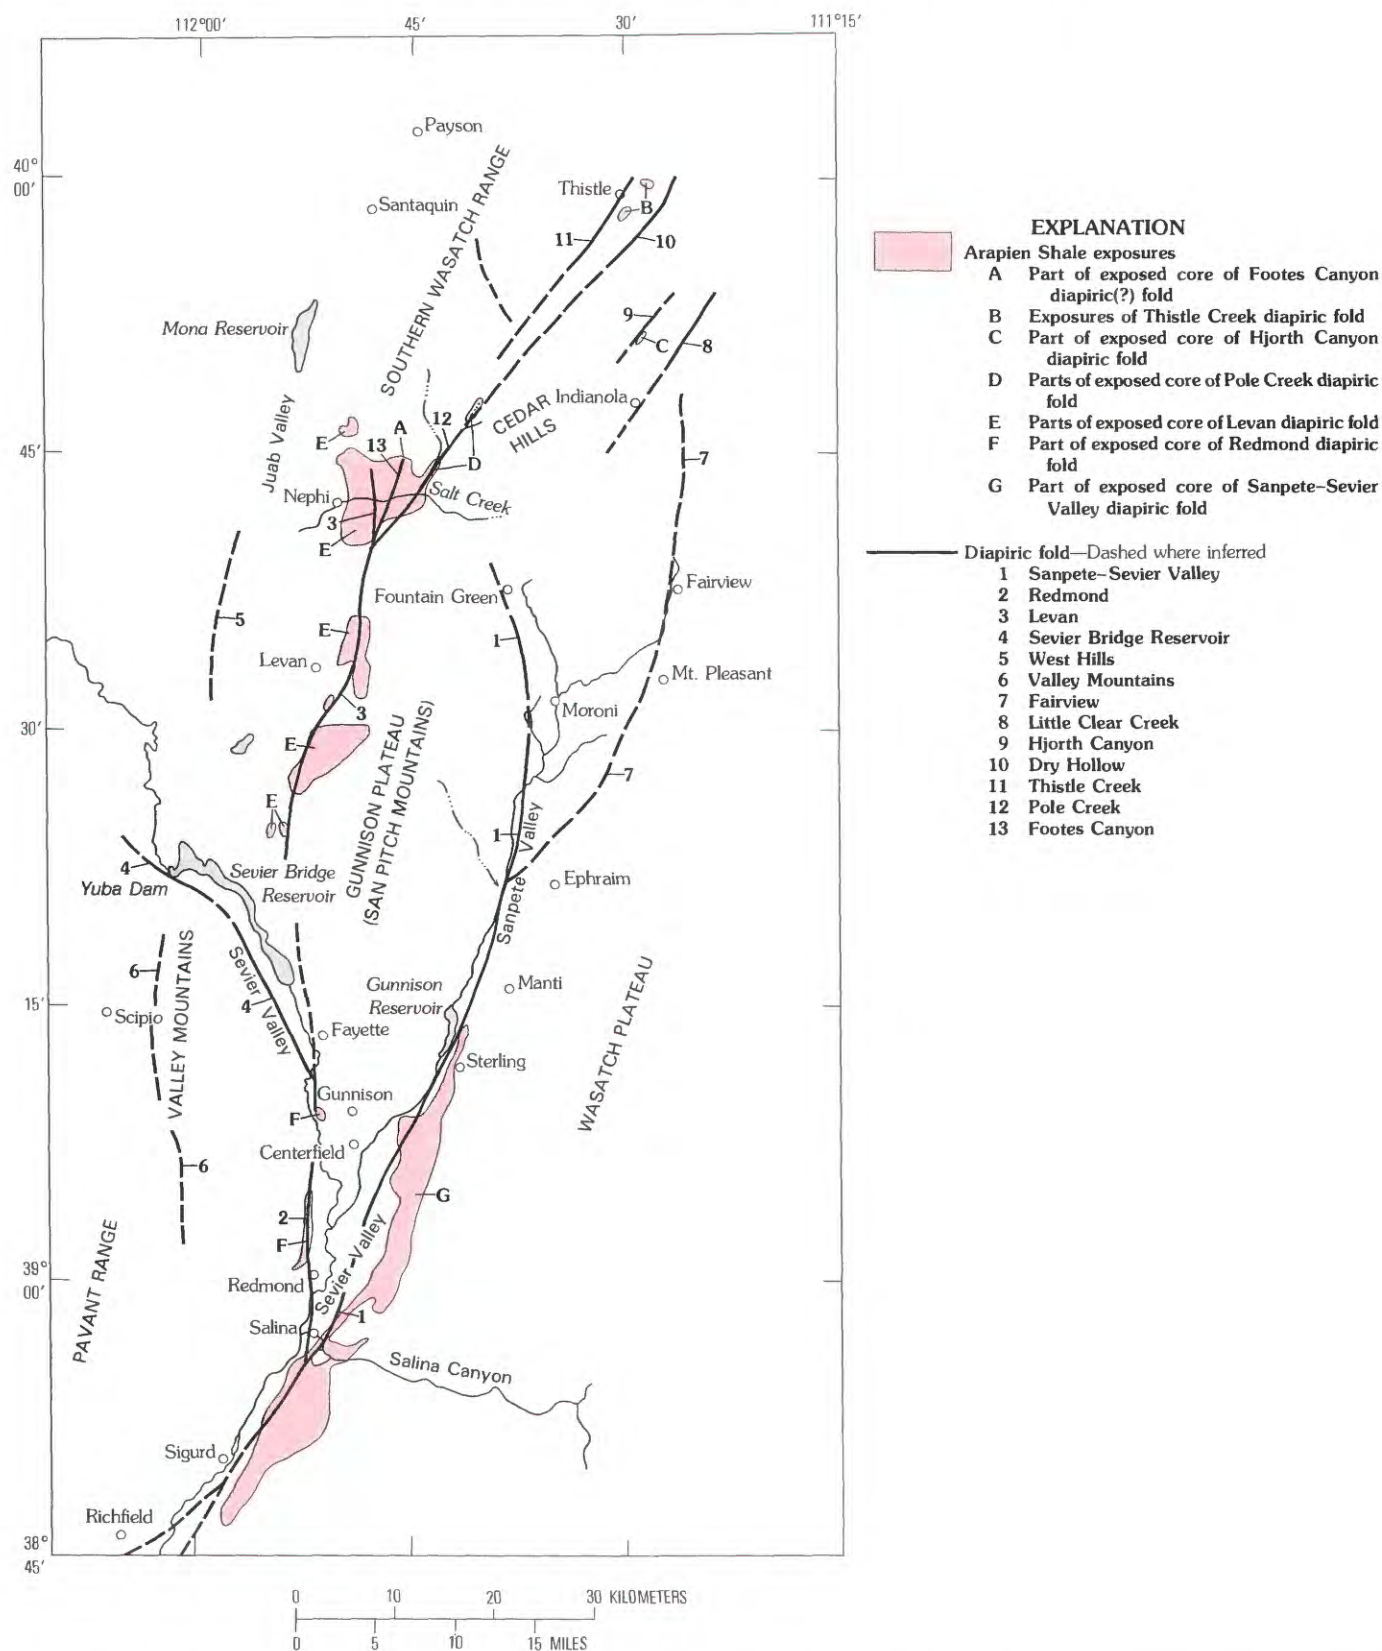 112°00′
45′
30′
111°15′
Payson
40°
00′
Santaquin
SOUTHERN WASATCH RANGE
Thistle
B
11
10
Mona Reservoir
9
C
8
Juab Valley
Indianola
CEDAR
HILLS
12
A
E
13
D
45′
7
Nephi
Salt Creek
3
E
Fairview
Fountain Green
5
E
1
Levan
Mt. Pleasant
3
Moroni
30′
E
GUNNISON PLATEAU
(SAN PITCH MOUNTAINS)
7
E
1
Sanpete Valley
4
Sevier Bridge
Reservoir
Yuba Dam
Ephraim
6
VALLEY MOUNTAINS
Sevier Valley
4
Gunnison
Reservoir
Manti
WASATCH PLATEAU
15′
Scipio
Fayette
Sterling
Gunnison
F
Centerfield
6
G
2
F
PAVANT RANGE
Sevier Valley
39°
00′
Redmond
1
Salina
Salina Canyon
Sigurd
Richfield
38°
45′
0 10 20 30 KILOMETERS
0 5 10 15 MILES
EXPLANATION
Arapien Shale exposures
A Part of exposed core of Footes Canyon
diapiric(?) fold
B Exposures of Thistle Creek diapiric fold
C Part of exposed core of Hjorth Canyon
diapiric fold
D Parts of exposed core of Pole Creek diapiric
fold
E Parts of exposed core of Levan diapiric fold
F Part of exposed core of Redmond diapiric
fold
G Part of exposed core of Sanpete–Sevier
Valley diapiric fold
Diapiric fold—Dashed where inferred
1 Sanpete–Sevier Valley
2 Redmond
3 Levan
4 Sevier Bridge Reservoir
5 West Hills
6 Valley Mountains
7 Fairview
8 Little Clear Creek
9 Hjorth Canyon
10 Dry Hollow
11 Thistle Creek
12 Pole Creek
13 Footes Canyon